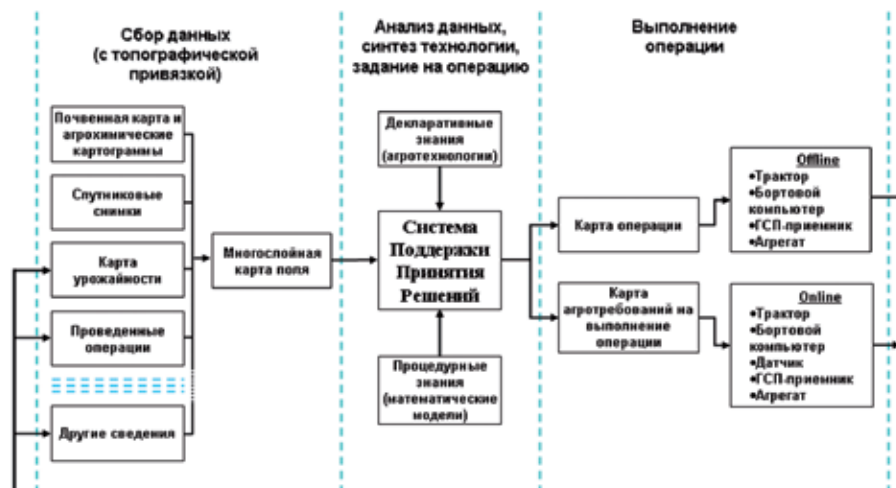 Сбор данных
(с топографической
привязкой)
Анализ данных,
синтез технологии,
задание на операцию
Выполнение
операции
Почвенная карта и
агрохимические
картограммы
Спутниковые
снимки
Карта
урожайности
Проведенные
операции
Другие сведения
Многослойная
карта поля
Декларативные
знания
(агротехнологии)
Система
Поддержки
Принятия
Решений
Процедурные
знания
(математические
модели)
Карта операции
Карта
агротребований на
выполнение
операции
Offline
•Трактор
•Бортовой
компьютер
•ГСП-приемник
•Агрегат
Online
•Трактор
•Бортовой
компьютер
•Датчик
•ГСП-приемник
•Агрегат